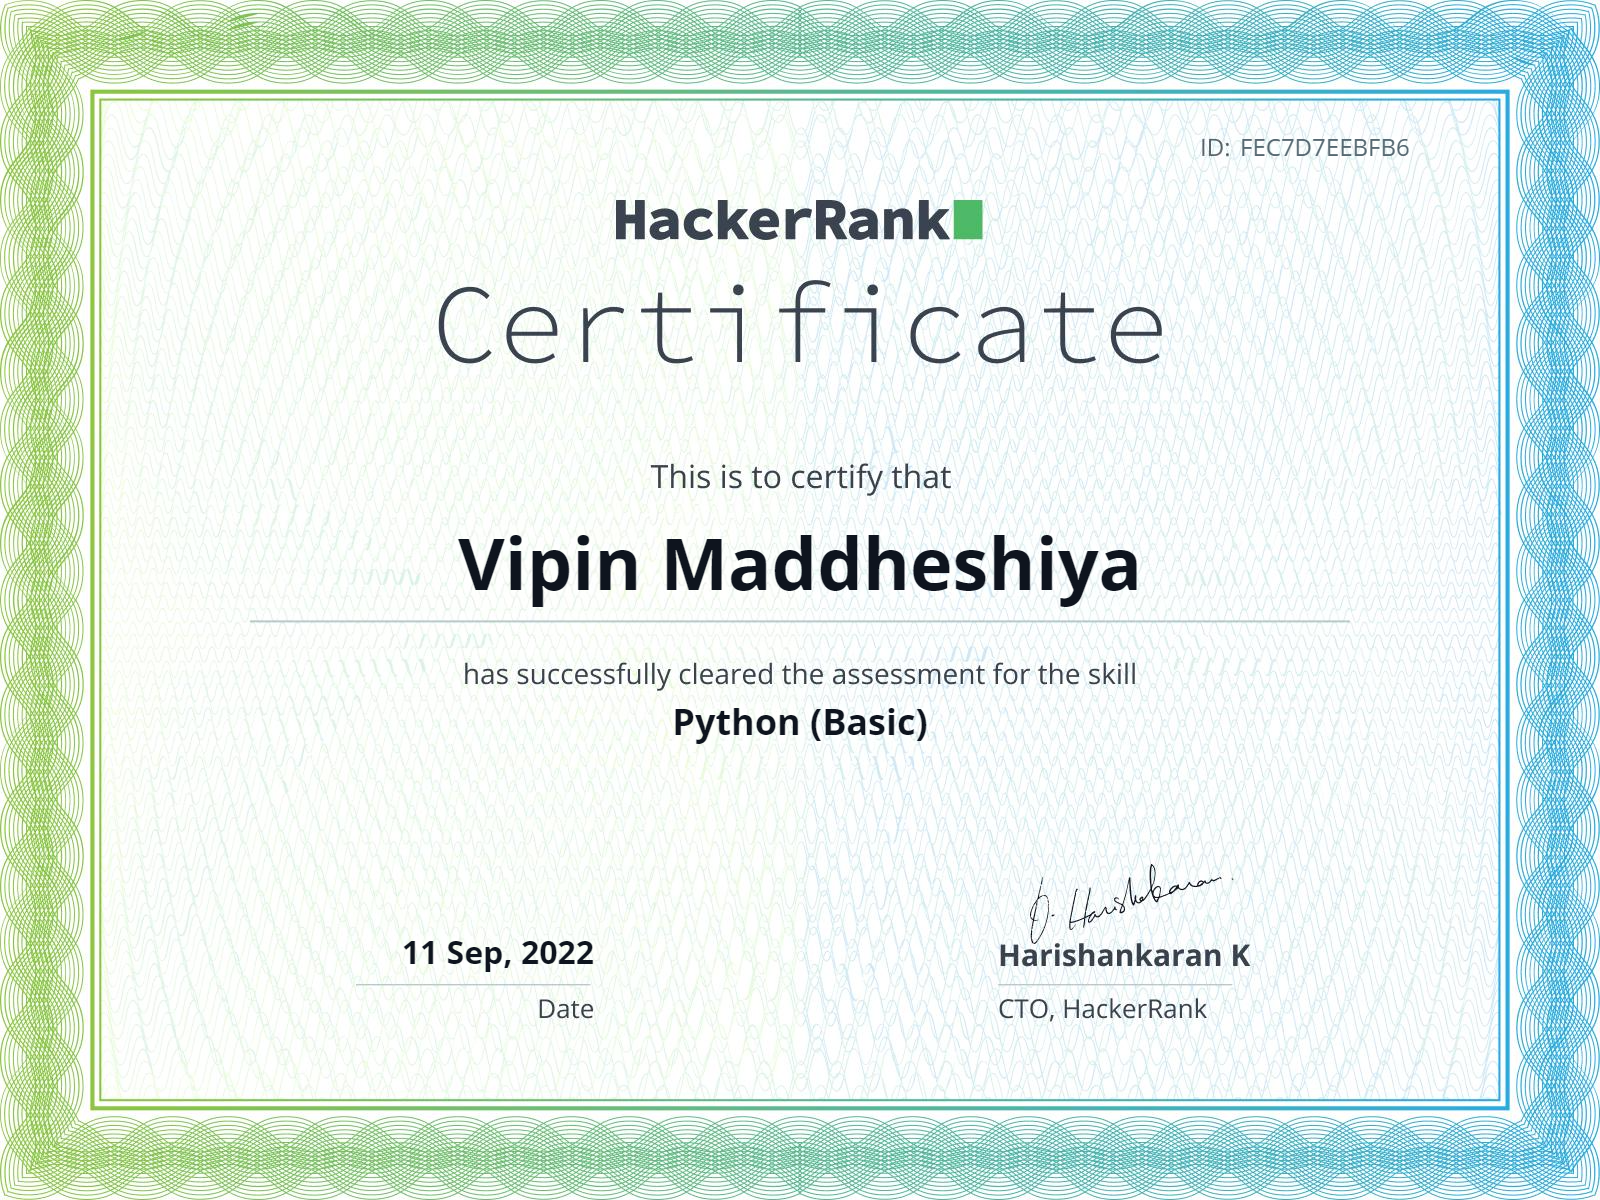 ID: FEC7D7EEBFB6
HackerRank
Certificate
This is to certify that
Vipin Maddheshiya
has successfully cleared the assessment for the skill
Python (Basic)
11 Sep, 2022
Date
Harishankaran K
CTO, HackerRank